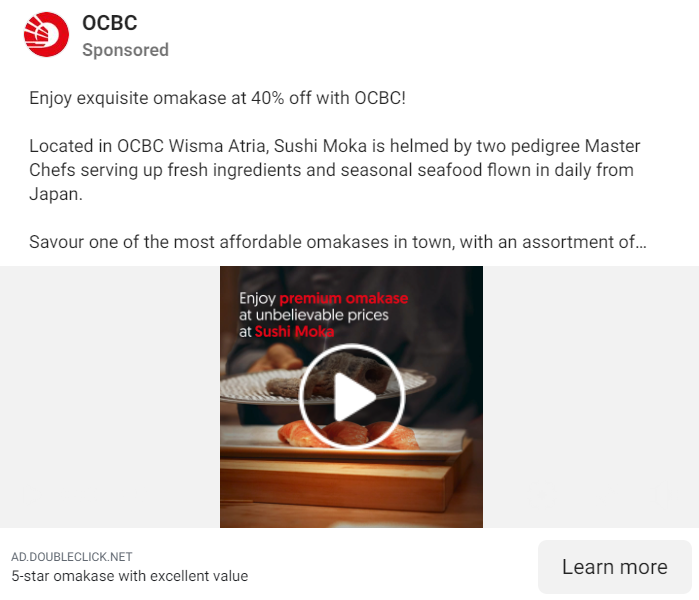 OCBC
Sponsored
Enjoy exquisite omakase at 40% off with OCBC!
Located in OCBC Wisma Atria, Sushi Moka is helmed by two pedigree Master
Chefs serving up fresh ingredients and seasonal seafood flown in daily from
Japan.
Savour one of the most affordable omakases in town, with an assortment of...
Enjoy premium omakase
at unbelievable prices
at Sushi Moka
AD.DOUBLECLICK.NET
5-star omakase with excellent value
Learn more